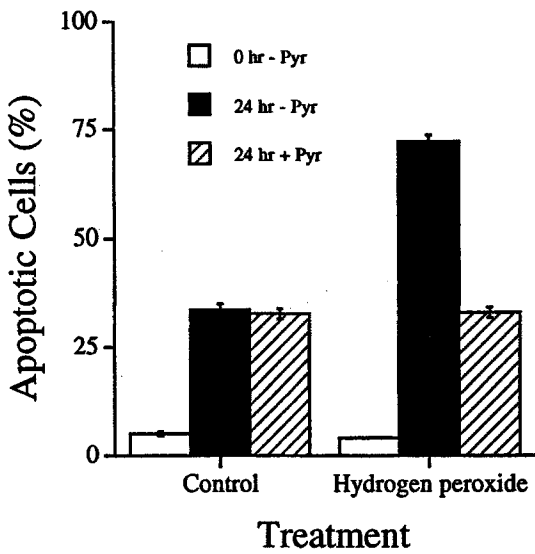 100
0 hr - Pyr
24 hr - Pyr
75
24 hr + Pyr
50
25
0
Apoptotic Cells (%)
Control Hydrogen peroxide
Treatment